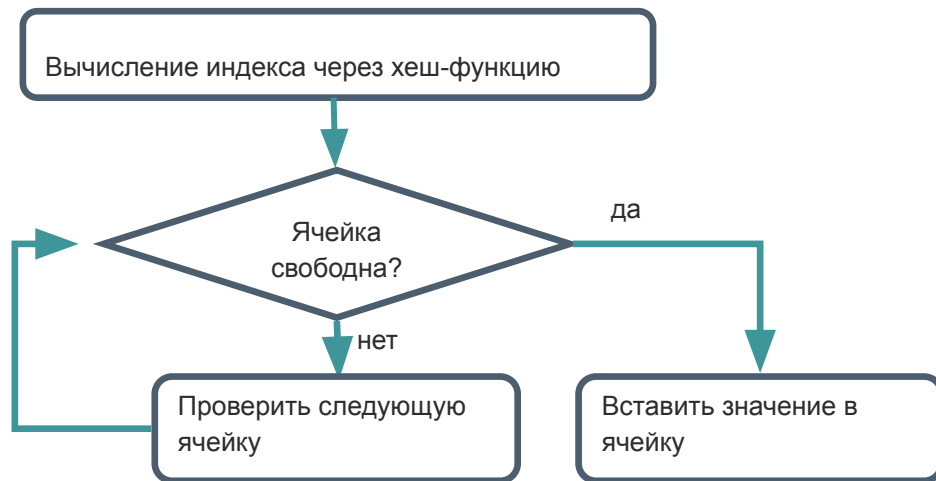 Вычисление индекса через хеш-функцию
Ячейка
свободна?
да
нет
Проверить следующую
ячейку
Вставить значение в
ячейку